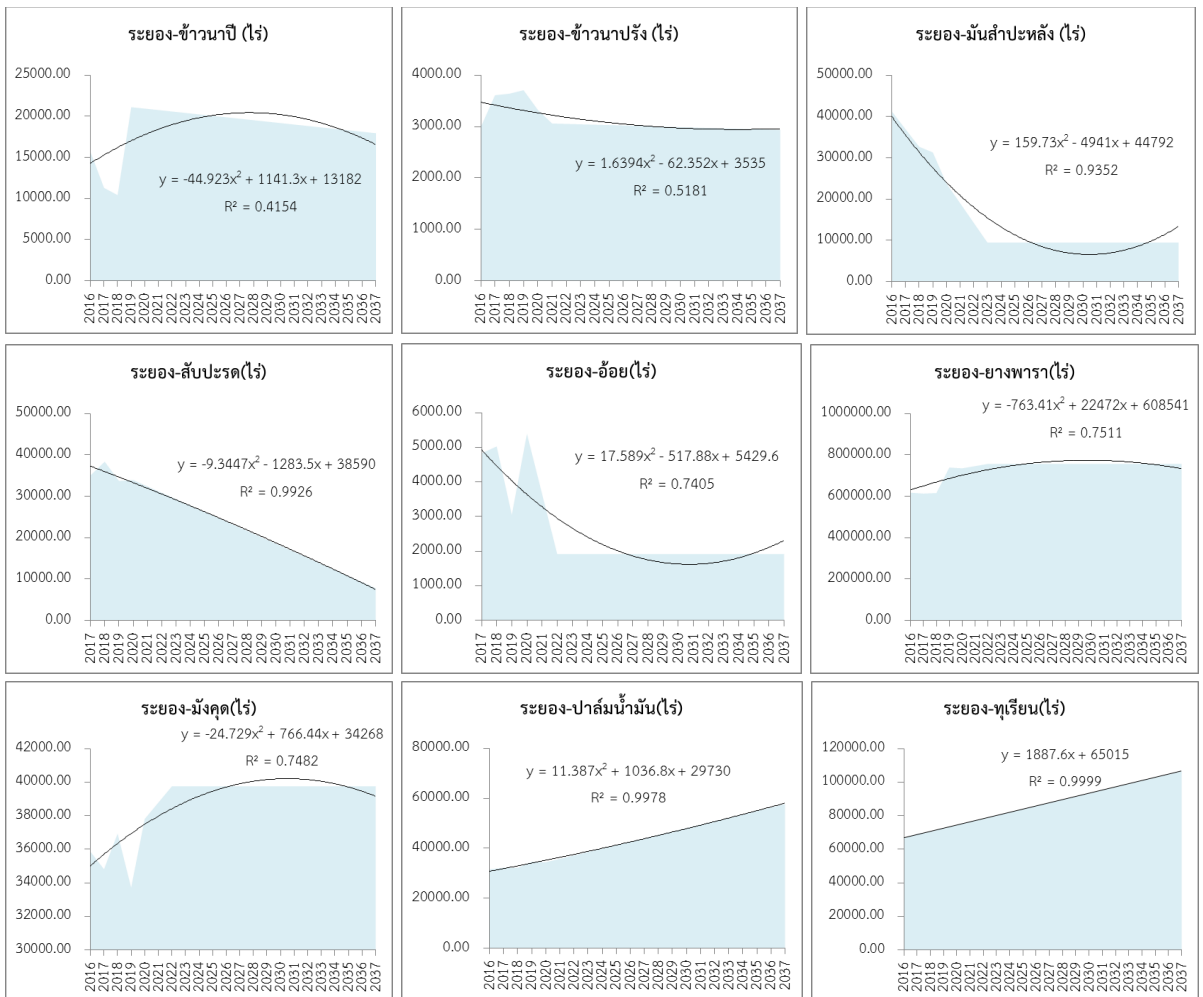 ระยอง-ข้าวนาปี (ไร่)
25000.00
20000.00
15000.00
10000.00
5000.00
0.00
y = -44.923x² + 1141.3x + 13182
R² = 0.4154
2016 2017 2018 2019 2020 2021 2022 2023 2024 2025 2026 2027 2028 2029 2030 2031 2032 2033 2034 2035 2036 2037
ระยอง-ข้าวนาปรัง (ไร่)
4000.00
3000.00
2000.00
1000.00
0.00
y = 1.6394x² - 62.352x + 3535
R² = 0.5181
2016 2017 2018 2019 2020 2021 2022 2023 2024 2025 2026 2027 2028 2029 2030 2031 2032 2033 2034 2035 2036 2037
ระยอง-มันสำปะหลัง (ไร่)
50000.00
40000.00
30000.00
20000.00
10000.00
0.00
y = 159.73x² - 4941x + 44792
R² = 0.9352
2016 2017 2018 2019 2020 2021 2022 2023 2024 2025 2026 2027 2028 2029 2030 2031 2032 2033 2034 2035 2036 2037
ระยอง-สับปะรด(ไร่)
50000.00
40000.00
30000.00
20000.00
10000.00
0.00
y = -9.3447x² - 1283.5x + 38590
R² = 0.9926
2017 2018 2019 2020 2021 2022 2023 2024 2025 2026 2027 2028 2029 2030 2031 2032 2033 2034 2035 2036 2037
ระยอง-อ้อย(ไร่)
6000.00
5000.00
4000.00
3000.00
2000.00
1000.00
0.00
y = 17.589x² - 517.88x + 5429.6
R² = 0.7405
2017 2018 2019 2020 2021 2022 2023 2024 2025 2026 2027 2028 2029 2030 2031 2032 2033 2034 2035 2036 2037
ระยอง-ยางพารา(ไร่)
1000000.00
800000.00
600000.00
400000.00
200000.00
0.00
y = -763.41x² + 22472x + 608541
R² = 0.7511
2016 2017 2018 2019 2020 2021 2022 2023 2024 2025 2026 2027 2028 2029 2030 2031 2032 2033 2034 2035 2036 2037
ระยอง-มังคุด(ไร่)
42000.00
40000.00
38000.00
36000.00
34000.00
32000.00
30000.00
y = -24.729x² + 766.44x + 34268
R² = 0.7482
2016 2017 2018 2019 2020 2021 2022 2023 2024 2025 2026 2027 2028 2029 2030 2031 2032 2033 2034 2035 2036 2037
ระยอง-ปาล์มน้ำมัน(ไร่)
80000.00
60000.00
40000.00
20000.00
0.00
y = 11.387x² + 1036.8x + 29730
R² = 0.9978
2016 2017 2018 2019 2020 2021 2022 2023 2024 2025 2026 2027 2028 2029 2030 2031 2032 2033 2034 2035 2036 2037
ระยอง-ทุเรียน(ไร่)
120000.00
100000.00
80000.00
60000.00
40000.00
20000.00
0.00
y = 1887.6x + 65015
R² = 0.9999
2016 2017 2018 2019 2020 2021 2022 2023 2024 2025 2026 2027 2028 2029 2030 2031 2032 2033 2034 2035 2036 2037